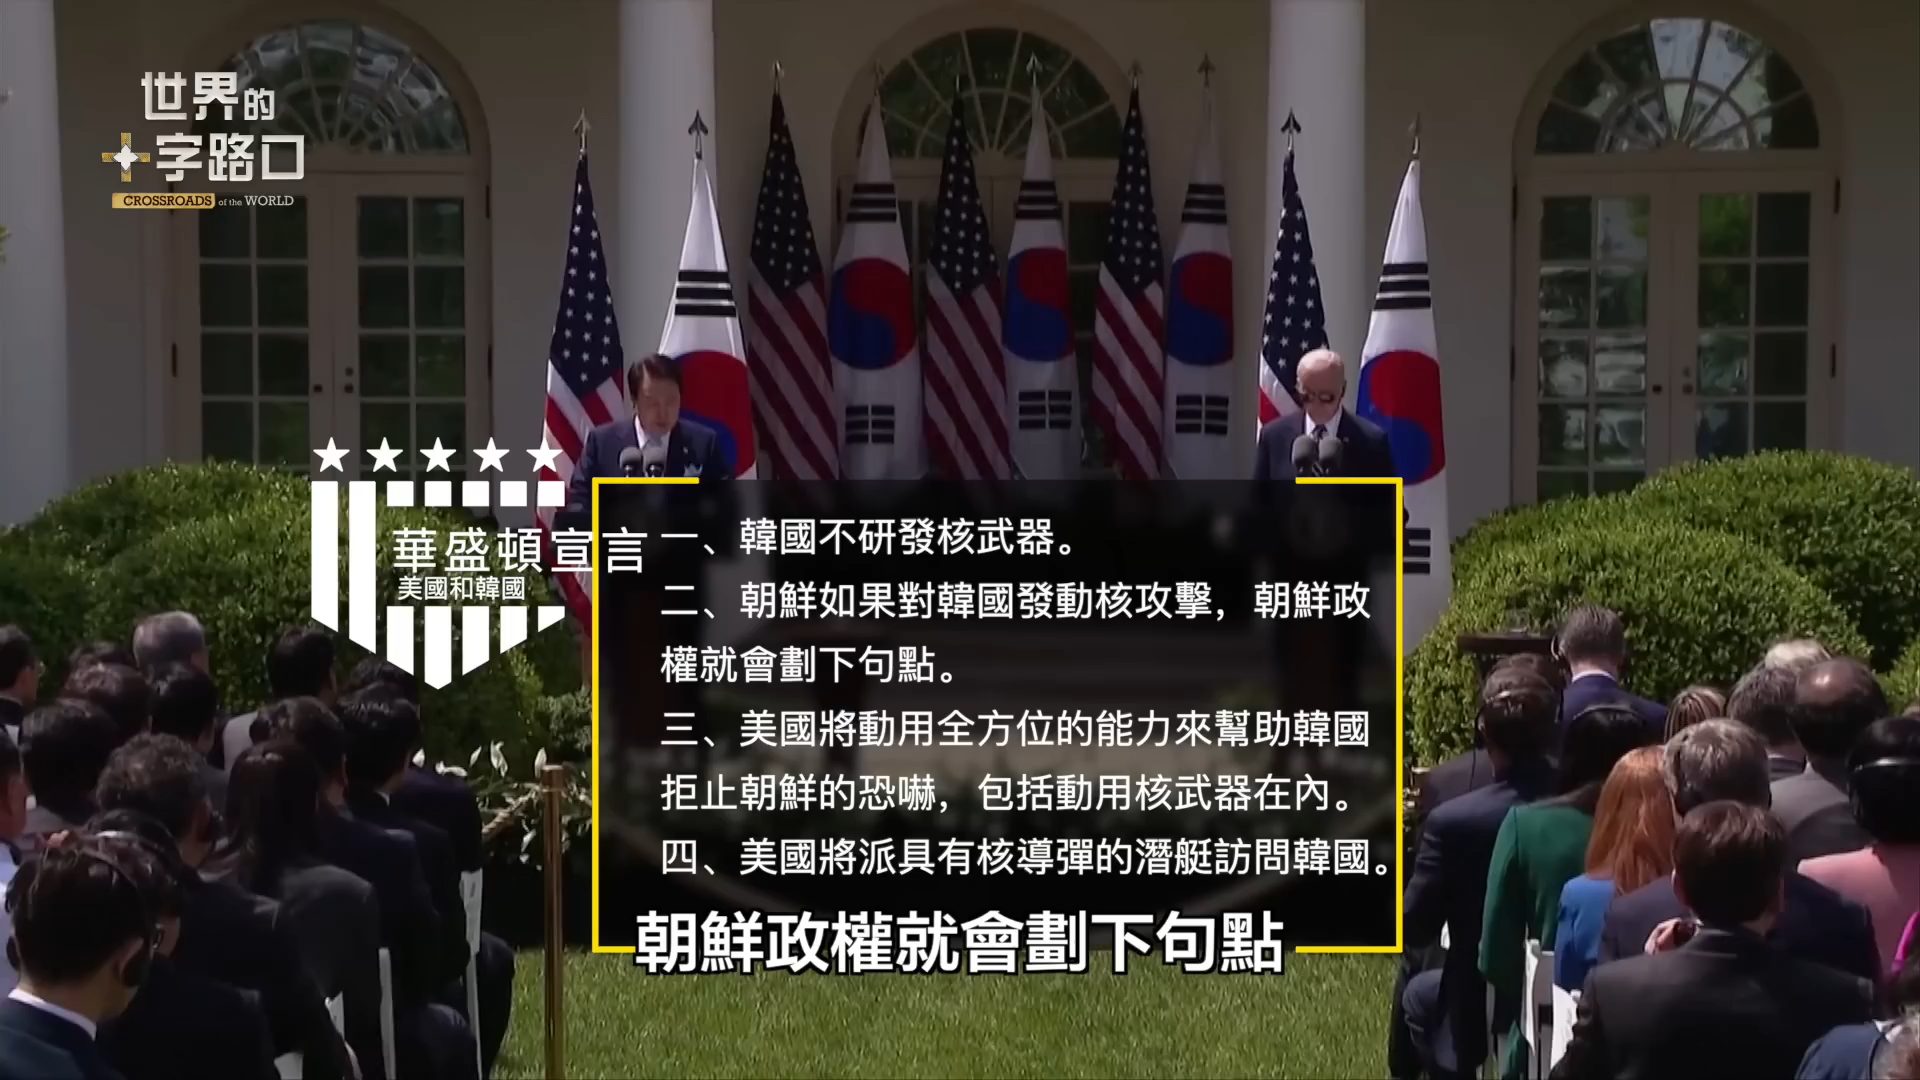 世界的
十字路口
CROSSROADS of the WORLD
華盛頓宣言
美國和韓國
一、韓國不研發核武器。
二、朝鮮如果對韓國發動核攻擊，朝鮮政
權就會劃下句點。
三、美國將動用全方位的能力來幫助韓國
拒止朝鮮的恐嚇，包括動用核武器在內。
四、美國將派具有核導彈的潛艇訪問韓國。
朝鮮政權就會劃下句點